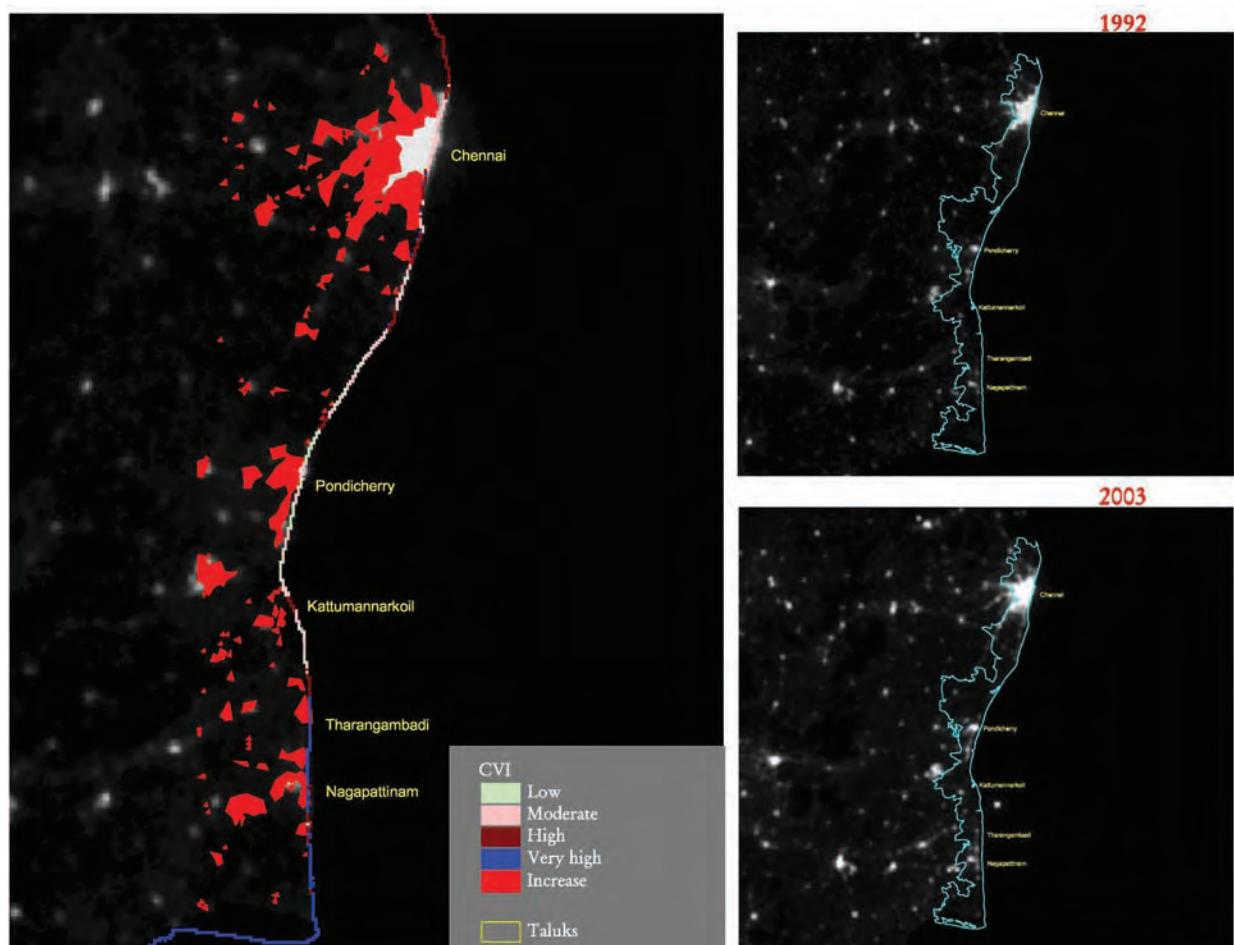 Chennai
Pondicherry
Kattumannarkoil
Tharangambadi
Nagapattinam
CVI
Low
Moderate
High
Very high
Increase
Taluks
1992
Chennai
Pondicherry
Kattumannarkoil
Tharangambadi
Nagapattinam
2003
Chennai
Pondicherry
Kattumannarkoil
Tharangambadi
Nagapattinam